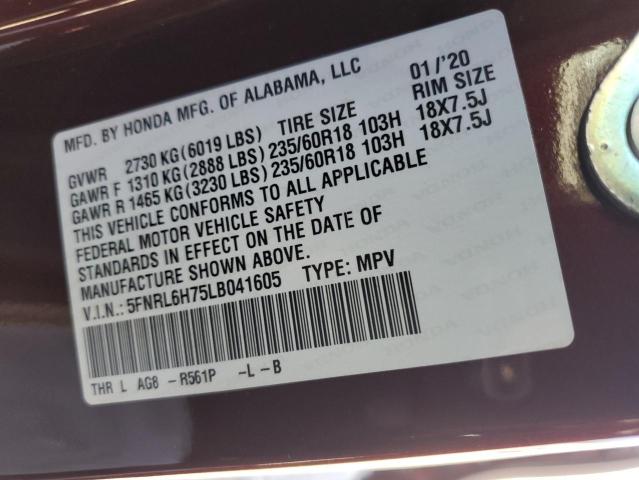 MFD. BY HONDA MFG. OF ALABAMA, LLC 01/'20
GVWR 2730 KG(6019 LBS) TIRE SIZE RIM SIZE
GAWR F 1310 KG(2888 LBS) 235/60R18 103H 18X7.5J
GAWR R 1465 KG(3230 LBS) 235/60R18 103H 18X7.5J
THIS VEHICLE CONFORMS TO ALL APPLICABLE
FEDERAL MOTOR VEHICLE SAFETY
STANDARDS IN EFFECT ON THE DATE OF
MANUFACTURE SHOWN ABOVE.
V.I.N.: 5FNRL6H75LB041605 TYPE: MPV
THR L AG8 -R561P -L -B
HONDA